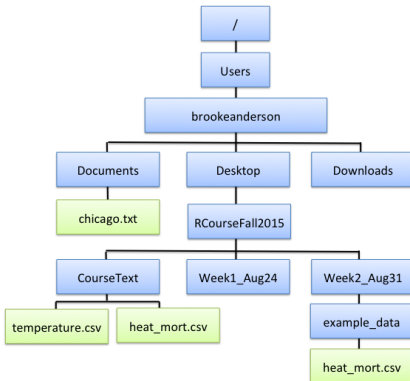 /
Users
brookeanderson
Documents
Desktop
Downloads
chicago.txt
RCourseFall2015
CourseText
Week1_Aug24
Week2_Aug31
temperature.csv
heat_mort.csv
example_data
heat_mort.csv